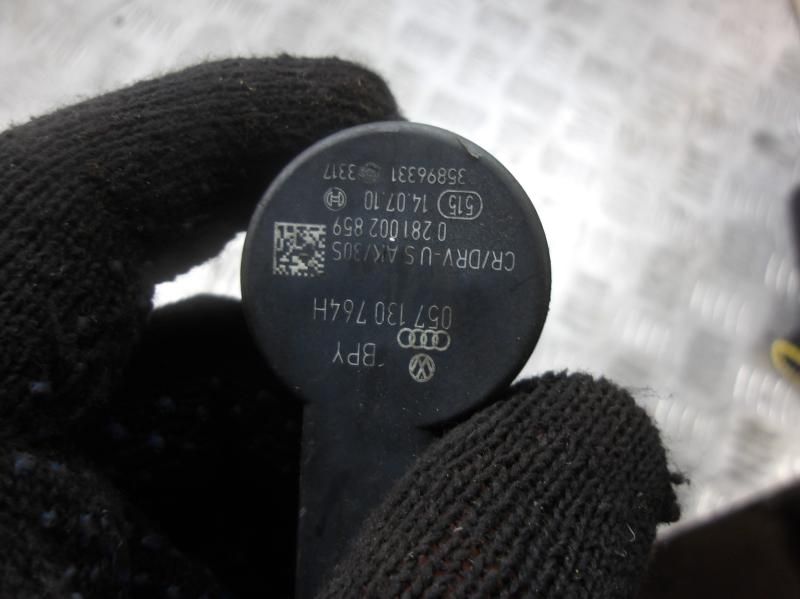 BPY
057 130 764H
CR/DRV-U S AK/30S
0 281 002 859
515 14.07.10
35896331 3317